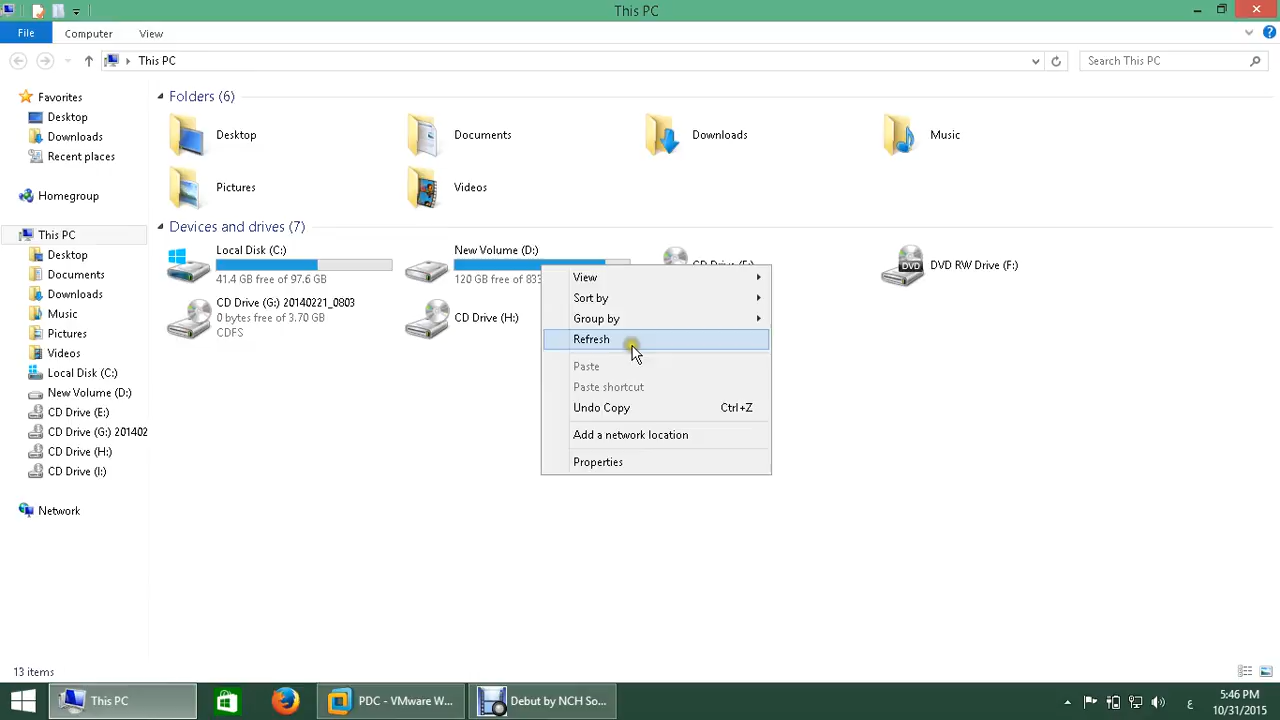 This PC
File
Computer
View
This PC
Search This PC
Favorites
Desktop
Downloads
Recent places
Homegroup
This PC
Desktop
Documents
Downloads
Music
Pictures
Videos
Local Disk (C:)
New Volume (D:)
CD Drive (E:)
CD Drive (G:) 201402
CD Drive (H:)
CD Drive (I:)
Network
Folders (6)
Desktop
Documents
Downloads
Music
Pictures
Videos
Devices and drives (7)
Local Disk (C:)
41.4 GB free of 97.6 GB
New Volume (D:)
120 GB free of 833
DVD
DVD RW Drive (F:)
CD Drive (G:) 20140221_0803
0 bytes free of 3.70 GB
CDFS
CD Drive (H:)
View
Sort by
Group by
Refresh
Paste
Paste shortcut
Undo Copy Ctrl+Z
Add a network location
Properties
13 items
This PC
PDC - VMware W...
Debut by NCH So...
ع
5:46 PM
10/31/2015